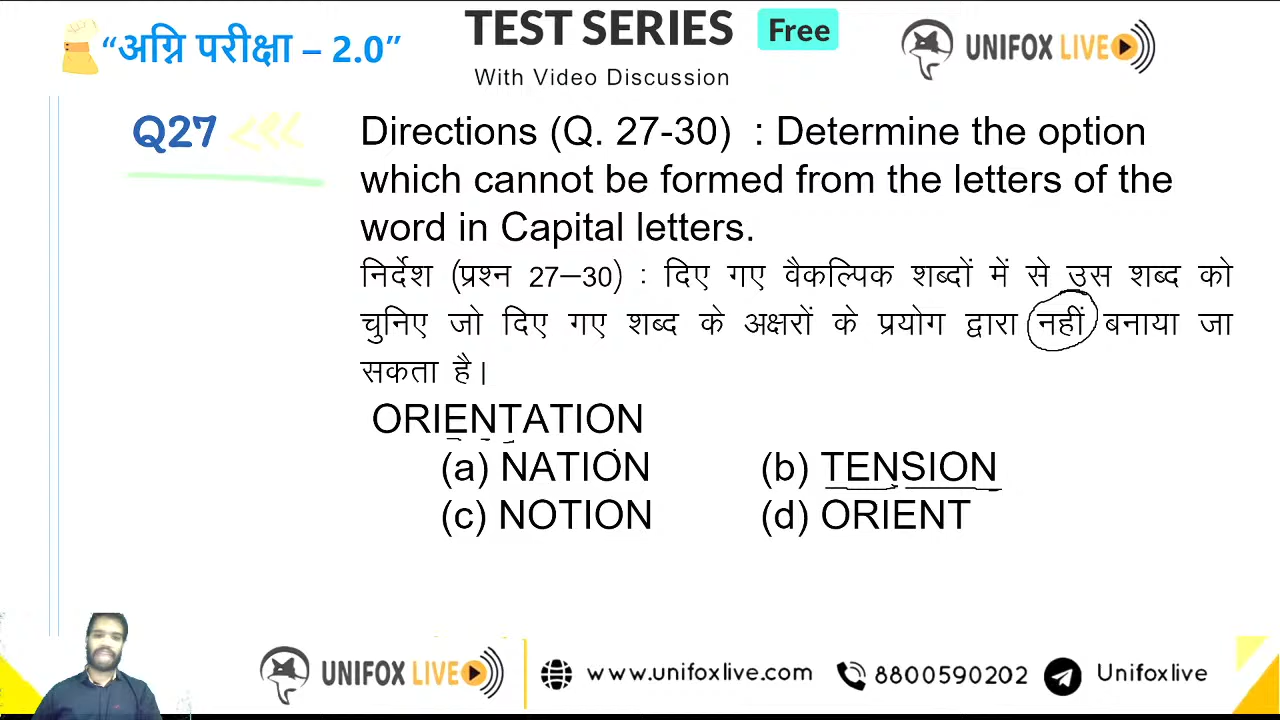 “अग्नि परीक्षा – 2.0”
TEST SERIES Free
With Video Discussion
UNIFOX LIVE
Q27 <<<
Directions (Q. 27-30) : Determine the option
which cannot be formed from the letters of the
word in Capital letters.
निर्देश (प्रश्न 27–30) : दिए गए वैकल्पिक शब्दों में से उस शब्द को
चुनिए जो दिए गए शब्द के अक्षरों के प्रयोग द्वारा नहीं बनाया जा
सकता है।
ORIENTATION
(a) NATION (b) TENSION
(c) NOTION (d) ORIENT
UNIFOX LIVE www.unifoxlive.com 8800590202 Unifoxlive